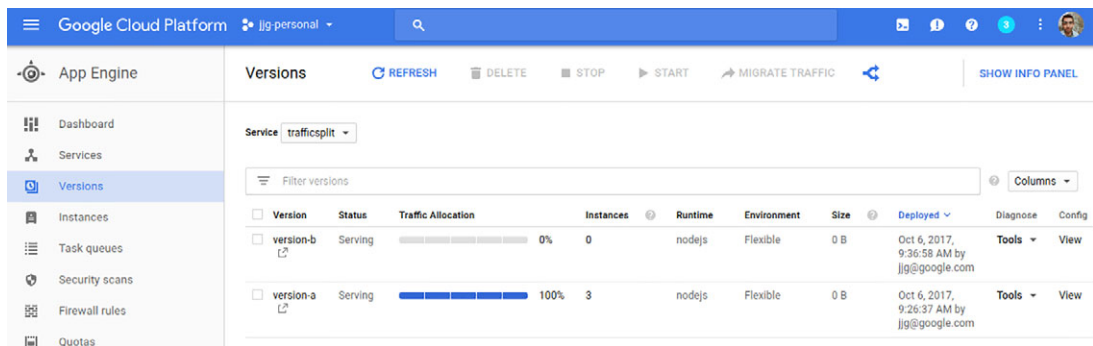 Google Cloud Platform jjg-personal 3
App Engine
Versions REFRESH DELETE STOP START MIGRATE TRAFFIC SHOW INFO PANEL
Dashboard
Services
Versions
Instances
Task queues
Security scans
Firewall rules
Quotas
Service trafficsplit
Filter versions
Columns
Version Status Traffic Allocation Instances Runtime Environment Size Deployed Diagnose Config
version-b Serving 0% 0 nodejs Flexible 0 B Oct 6, 2017, Tools View
9:36:58 AM by
jjg@google.com
version-a Serving 100% 3 nodejs Flexible 0 B Oct 6, 2017, Tools View
9:26:37 AM by
jjg@google.com